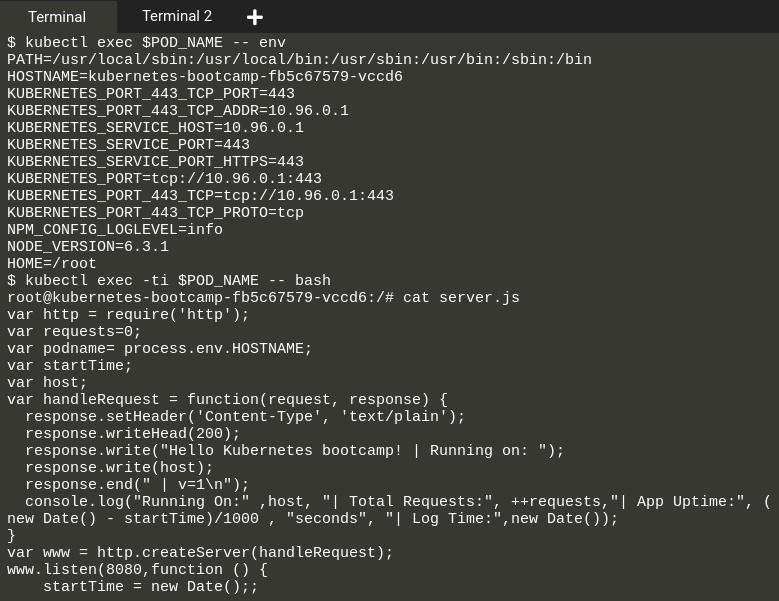 Terminal Terminal 2 +
$ kubectl exec $POD_NAME -- env
PATH=/usr/local/sbin:/usr/local/bin:/usr/sbin:/usr/bin:/sbin:/bin
HOSTNAME=kubernetes-bootcamp-fb5c67579-vccd6
KUBERNETES_PORT_443_TCP_PORT=443
KUBERNETES_PORT_443_TCP_ADDR=10.96.0.1
KUBERNETES_SERVICE_HOST=10.96.0.1
KUBERNETES_SERVICE_PORT=443
KUBERNETES_SERVICE_PORT_HTTPS=443
KUBERNETES_PORT=tcp://10.96.0.1:443
KUBERNETES_PORT_443_TCP=tcp://10.96.0.1:443
KUBERNETES_PORT_443_TCP_PROTO=tcp
NPM_CONFIG_LOGLEVEL=info
NODE_VERSION=6.3.1
HOME=/root
$ kubectl exec -ti $POD_NAME -- bash
root@kubernetes-bootcamp-fb5c67579-vccd6:/# cat server.js
var http = require('http');
var requests=0;
var podname= process.env.HOSTNAME;
var startTime;
var host;
var handleRequest = function(request, response) {
  response.setHeader('Content-Type', 'text/plain');
  response.writeHead(200);
  response.write("Hello Kubernetes bootcamp! | Running on: ");
  response.write(host);
  response.end(" | v=1\n");
  console.log("Running On:" ,host, "| Total Requests:", ++requests,"| App Uptime:", (
new Date() - startTime)/1000 , "seconds", "| Log Time:",new Date());
}
var www = http.createServer(handleRequest);
www.listen(8080,function () {
    startTime = new Date();;